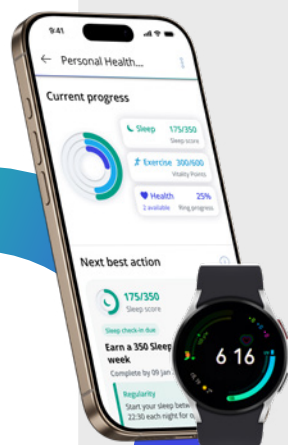 9:41
Personal Health...
Current progress
Sleep 175/350
Sleep score
Exercise 300/600
Vitality Points
Health 25%
2 available Ring progress
Next best action
175/350
Sleep score
Sleep check-in due
Earn a 350 Sleep
week
Complete by 09 Jan
Regularity
Start your sleep
22:30 each night for
6 16